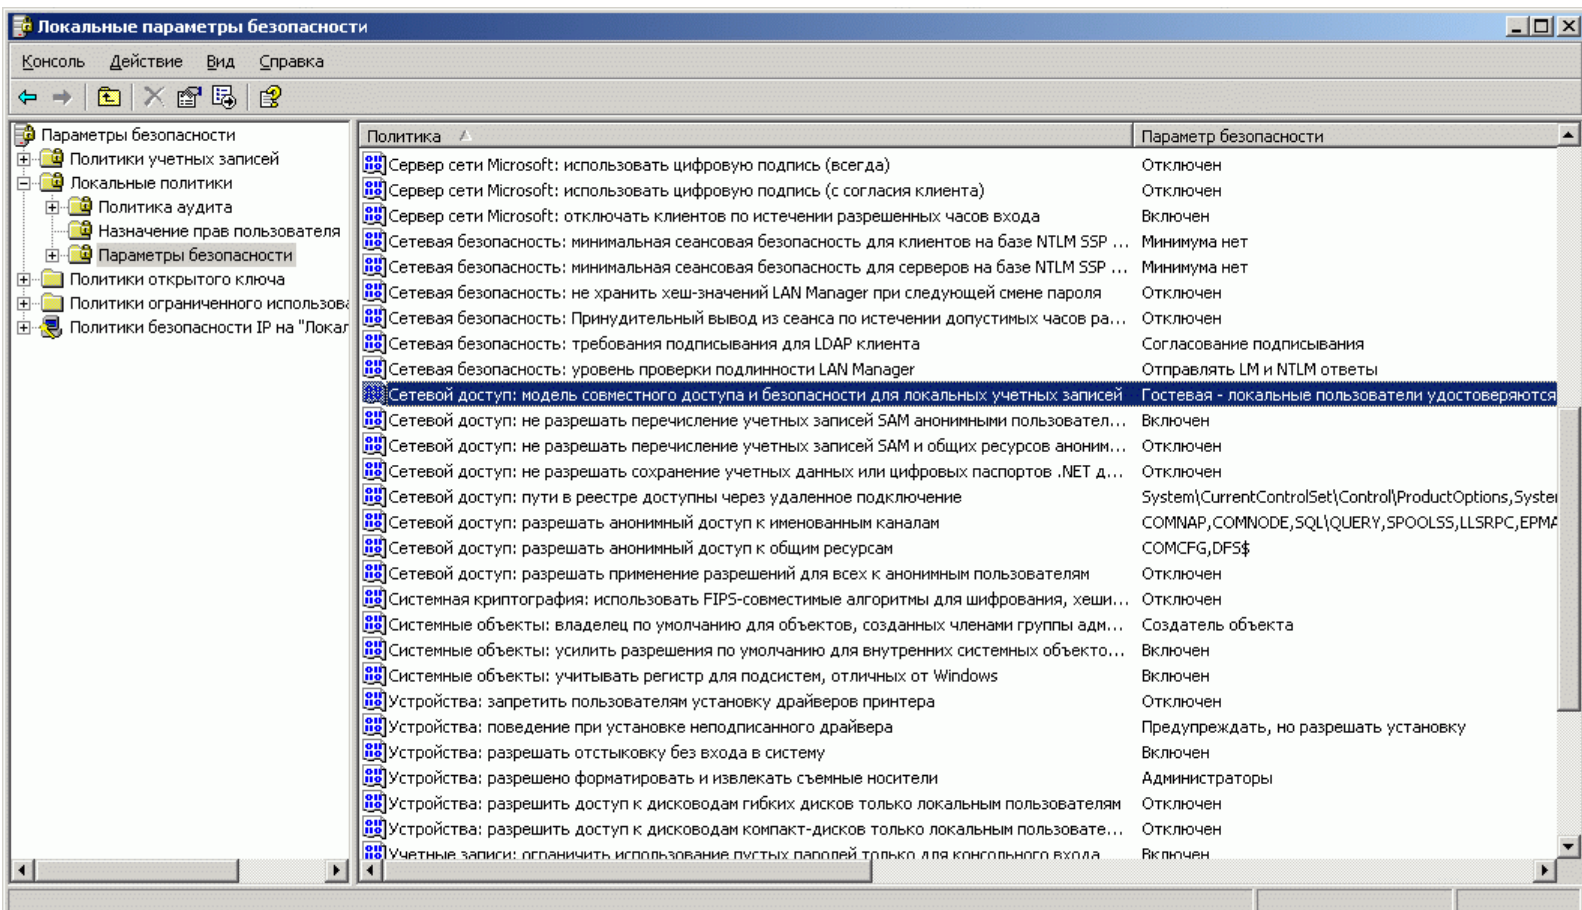 Локальные параметры безопасности
Консоль Действие Вид Справка
Параметры безопасности
Политики учетных записей
Локальные политики
Политика аудита
Назначение прав пользователя
Параметры безопасности
Политики открытого ключа
Политики ограниченного использова
Политики безопасности IP на "Локал
Политика Параметр безопасности
Сервер сети Microsoft: использовать цифровую подпись (всегда) Отключен
Сервер сети Microsoft: использовать цифровую подпись (с согласия клиента) Отключен
Сервер сети Microsoft: отключать клиентов по истечении разрешенных часов входа Включен
Сетевая безопасность: минимальная сеансовая безопасность для клиентов на базе NTLM SSP ... Минимума нет
Сетевая безопасность: минимальная сеансовая безопасность для серверов на базе NTLM SSP ... Минимума нет
Сетевая безопасность: не хранить хеш-значений LAN Manager при следующей смене пароля Отключен
Сетевая безопасность: Принудительный вывод из сеанса по истечении допустимых часов ра... Отключен
Сетевая безопасность: требования подписывания для LDAP клиента Согласование подписывания
Сетевая безопасность: уровень проверки подлинности LAN Manager Отправлять LM и NTLM ответы
Сетевой доступ: модель совместного доступа и безопасности для локальных учетных записей Гостевая - локальные пользователи удостоверяются
Сетевой доступ: не разрешать перечисление учетных записей SAM анонимными пользовател... Включен
Сетевой доступ: не разрешать перечисление учетных записей SAM и общих ресурсов аноним... Отключен
Сетевой доступ: не разрешать сохранение учетных данных или цифровых паспортов .NET д... Отключен
Сетевой доступ: пути в реестре доступны через удаленное подключение System\CurrentControlSet\Control\ProductOptions,System
Сетевой доступ: разрешать анонимный доступ к именованным каналам COMNAP,COMNODE,SQL\QUERY,SPOOLSS,LLSRPC,EPMA
Сетевой доступ: разрешать анонимный доступ к общим ресурсам COMCFG,DFS$
Сетевой доступ: разрешать применение разрешений для всех к анонимным пользователям Отключен
Системная криптография: использовать FIPS-совместимые алгоритмы для шифрования, хеши... Отключен
Системные объекты: владелец по умолчанию для объектов, созданных членами группы адм... Создатель объекта
Системные объекты: усилить разрешения по умолчанию для внутренних системных объекто... Включен
Системные объекты: учитывать регистр для подсистем, отличных от Windows Включен
Устройства: запретить пользователям установку драйверов принтера Отключен
Устройства: поведение при установке неподписанного драйвера Предупреждать, но разрешать установку
Устройства: разрешать отстыковку без входа в систему Включен
Устройства: разрешено форматировать и извлекать съемные носители Администраторы
Устройства: разрешить доступ к дисководам гибких дисков только локальным пользователям Отключен
Устройства: разрешить доступ к дисководам компакт-дисков только локальным пользовате... Отключен
Учетные записи: ограничить использование пустых паролей только для консольного входа Включен